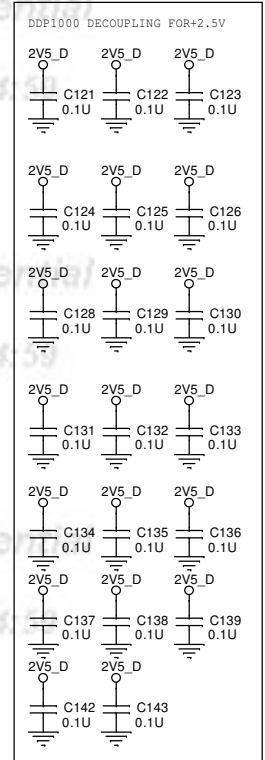 DDP1000 DECOUPLING FOR+2.5V
2V5_D 2V5_D 2V5_D
C121 C122 C123
0.1U 0.1U 0.1U
2V5_D 2V5_D 2V5_D
C124 C125 C126
0.1U 0.1U 0.1U
2V5_D 2V5_D 2V5_D
C128 C129 C130
0.1U 0.1U 0.1U
2V5_D 2V5_D 2V5_D
C131 C132 C133
0.1U 0.1U 0.1U
2V5_D 2V5_D 2V5_D
C134 C135 C136
0.1U 0.1U 0.1U
2V5_D 2V5_D 2V5_D
C137 C138 C139
0.1U 0.1U 0.1U
2V5_D 2V5_D
C142 C143
0.1U 0.1U